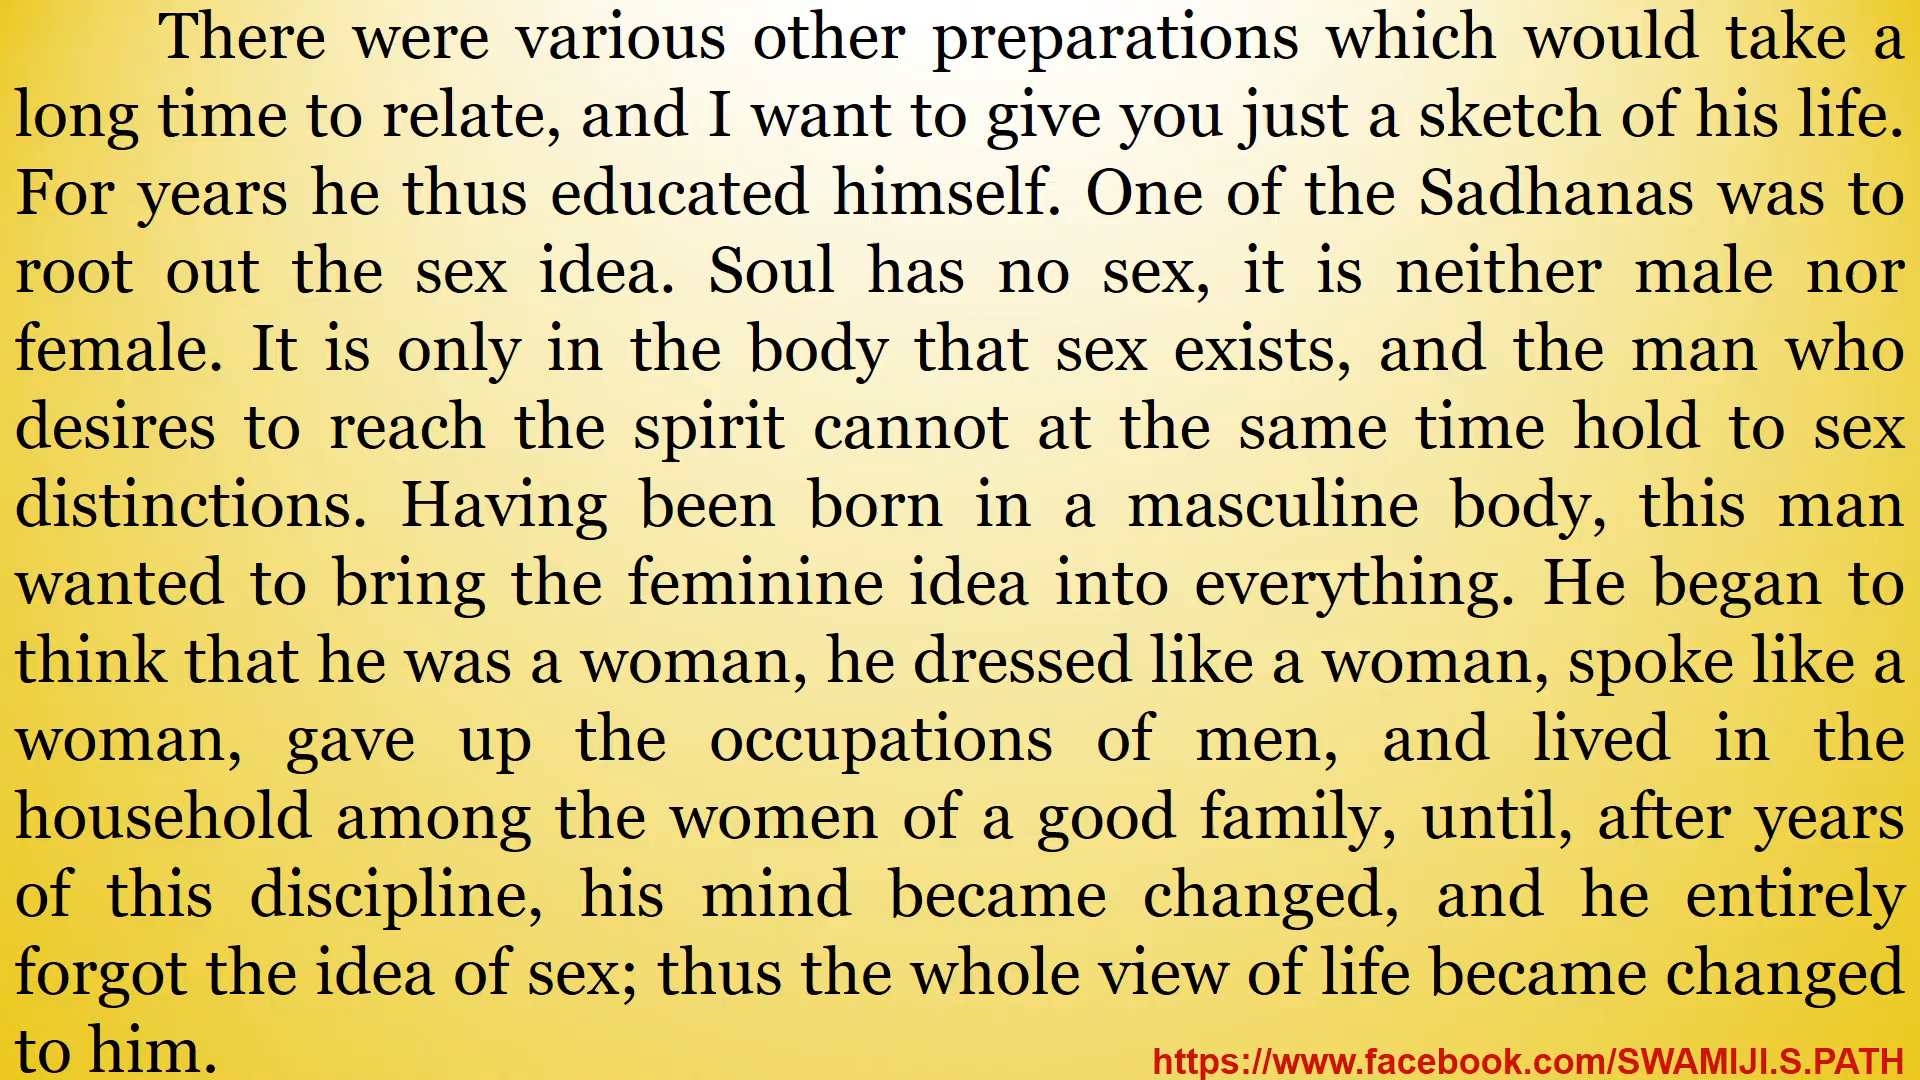 There were various other preparations which would take a
long time to relate, and I want to give you just a sketch of his life.
For years he thus educated himself. One of the Sadhanas was to
root out the sex idea. Soul has no sex, it is neither male nor
female. It is only in the body that sex exists, and the man who
desires to reach the spirit cannot at the same time hold to sex
distinctions. Having been born in a masculine body, this man
wanted to bring the feminine idea into everything. He began to
think that he was a woman, he dressed like a woman, spoke like a
woman, gave up the occupations of men, and lived in the
household among the women of a good family, until, after years
of this discipline, his mind became changed, and he entirely
forgot the idea of sex; thus the whole view of life became changed
to him.
https://www.facebook.com/SWAMIJI.S.PATH